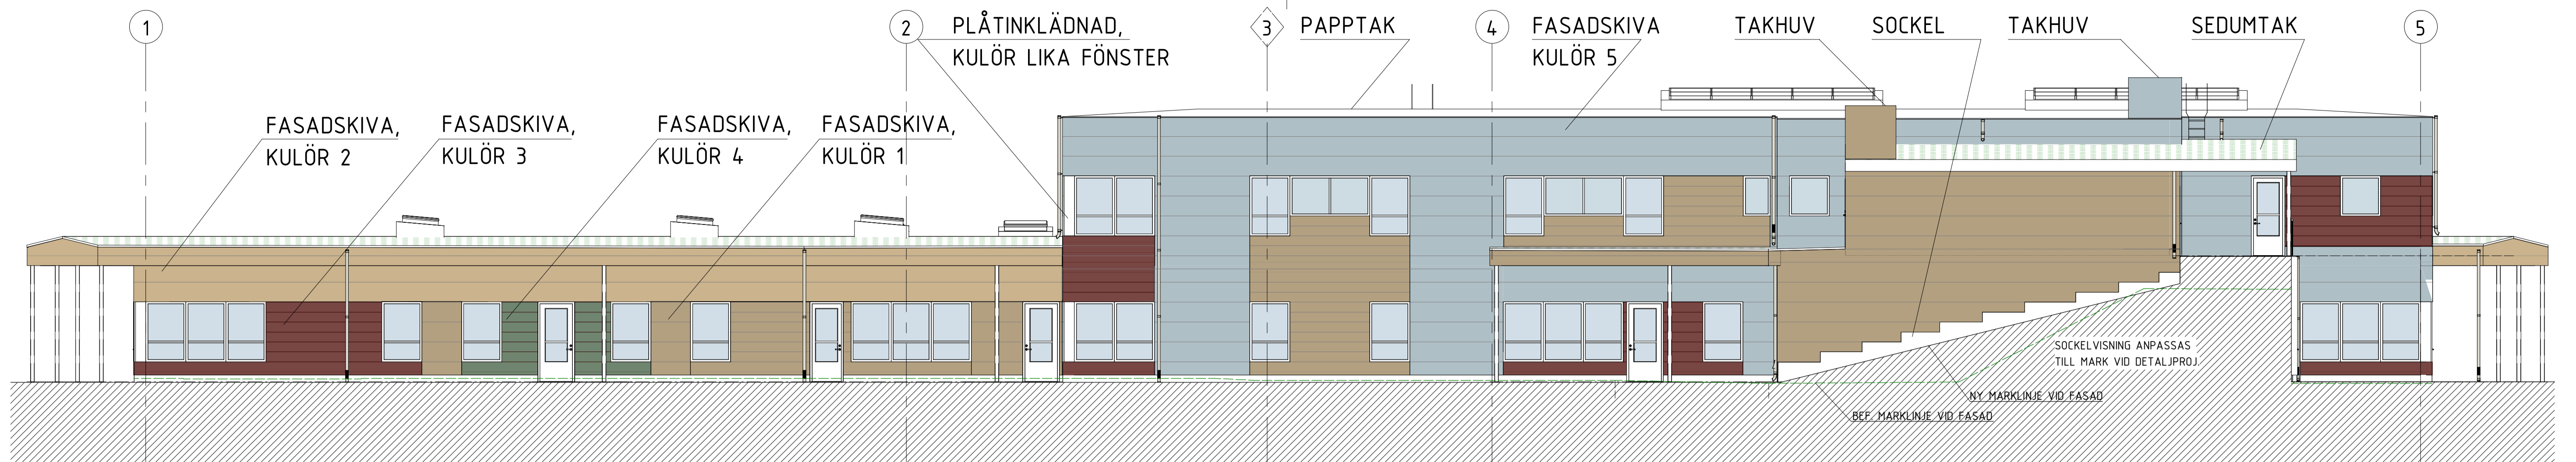 1
2
PLÅTINKLÄDNAD,
KULÖR LIKA FÖNSTER
3
PAPPTAK
4
FASADSKIVA
KULÖR 5
TAKHUV
SOCKEL
TAKHUV
SEDUMTAK
5
FASADSKIVA,
KULÖR 2
FASADSKIVA,
KULÖR 3
FASADSKIVA,
KULÖR 4
FASADSKIVA,
KULÖR 1
SOCKELVISNING ANPASSAS
TILL MARK VID DETALJPROJ
NY MARKLINJE VID FASAD
BEF. MARKLINJE VID FASAD